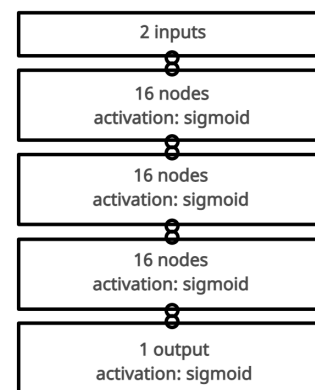 2 inputs
16 nodes
activation: sigmoid
16 nodes
activation: sigmoid
16 nodes
activation: sigmoid
1 output
activation: sigmoid